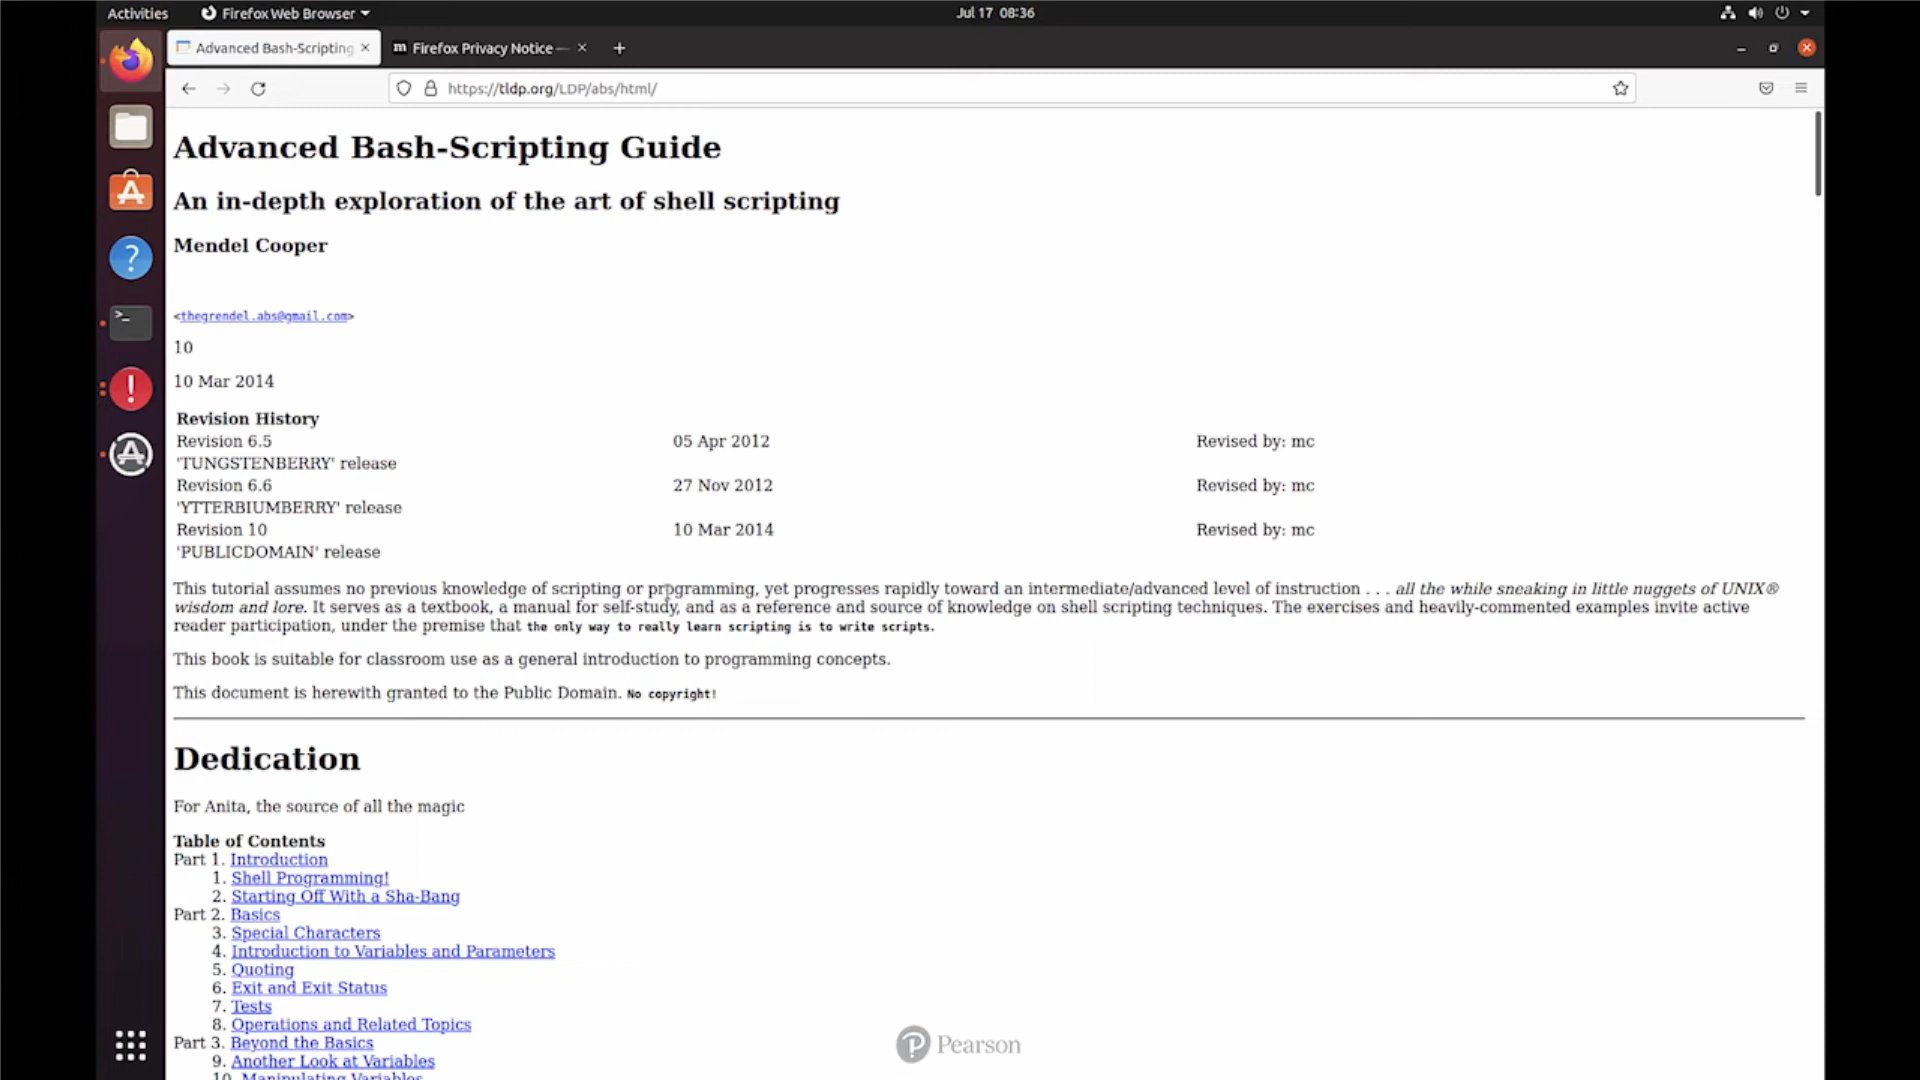 Activities
Firefox Web Browser
Jul 17 08:36
Advanced Bash-Scripting
Firefox Privacy Notice —
https://tldp.org/LDP/abs/html/
Advanced Bash-Scripting Guide
An in-depth exploration of the art of shell scripting
Mendel Cooper
<thegrendel.abs@gmail.com>
10
10 Mar 2014
Revision History
Revision 6.5 05 Apr 2012 Revised by: mc
'TUNGSTENBERRY' release
Revision 6.6 27 Nov 2012 Revised by: mc
'YTTERBIUMBERRY' release
Revision 10 10 Mar 2014 Revised by: mc
'PUBLICDOMAIN' release
This tutorial assumes no previous knowledge of scripting or programming, yet progresses rapidly toward an intermediate/advanced level of instruction . . . all the while sneaking in little nuggets of UNIX®
wisdom and lore. It serves as a textbook, a manual for self-study, and as a reference and source of knowledge on shell scripting techniques. The exercises and heavily-commented examples invite active
reader participation, under the premise that the only way to really learn scripting is to write scripts.
This book is suitable for classroom use as a general introduction to programming concepts.
This document is herewith granted to the Public Domain. No copyright!
Dedication
For Anita, the source of all the magic
Table of Contents
Part 1. Introduction
1. Shell Programming!
2. Starting Off With a Sha-Bang
Part 2. Basics
3. Special Characters
4. Introduction to Variables and Parameters
5. Quoting
6. Exit and Exit Status
7. Tests
8. Operations and Related Topics
Part 3. Beyond the Basics
9. Another Look at Variables
10. Manipulating Variables
Pearson